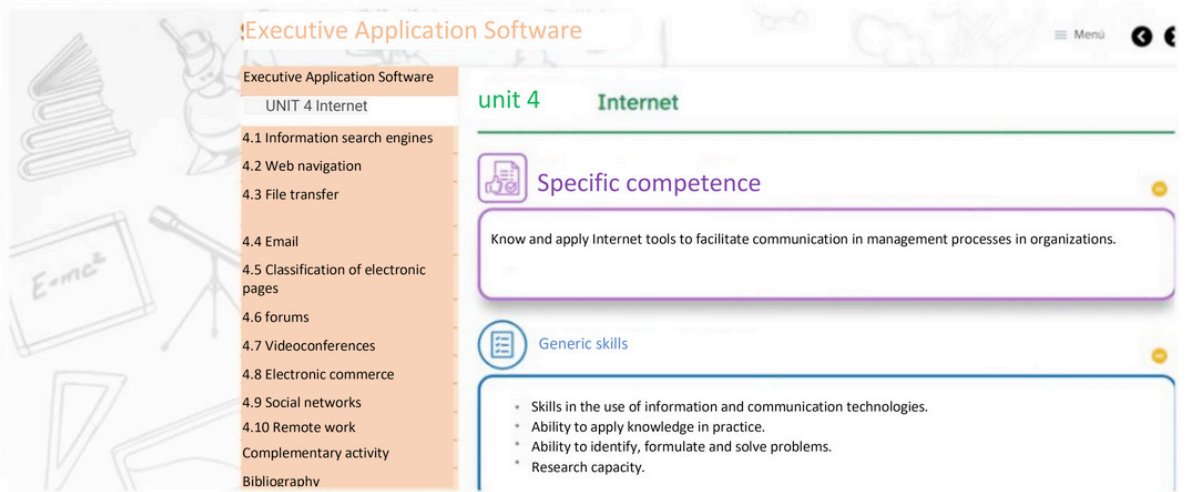 Executive Application Software
Menú
Executive Application Software
UNIT 4 Internet
4.1 Information search engines
4.2 Web navigation
4.3 File transfer
4.4 Email
4.5 Classification of electronic
pages
4.6 forums
4.7 Videoconferences
4.8 Electronic commerce
4.9 Social networks
4.10 Remote work
Complementary activity
Bibliography
unit 4 Internet
Specific competence
Know and apply Internet tools to facilitate communication in management processes in organizations.
Generic skills
Skills in the use of information and communication technologies.
Ability to apply knowledge in practice.
Ability to identify, formulate and solve problems.
Research capacity.
E=mc²